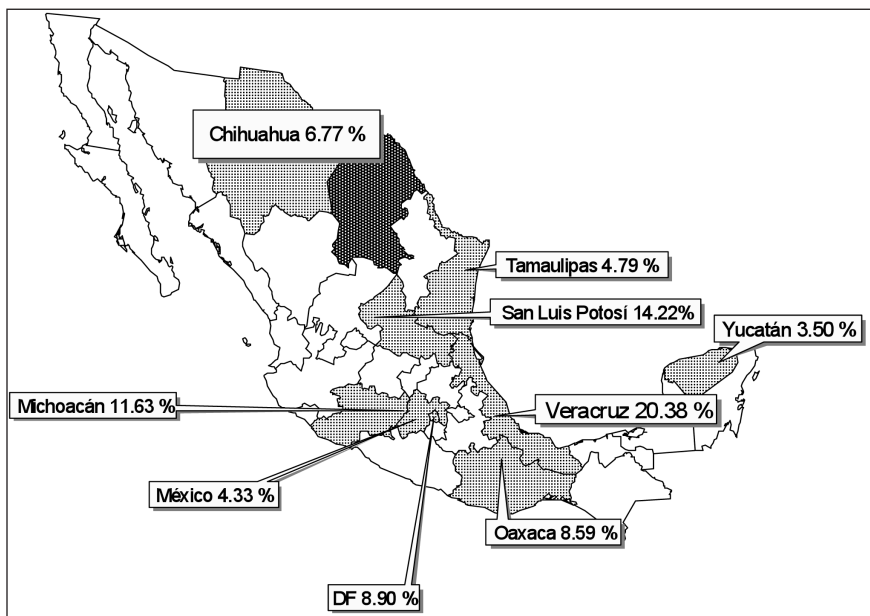 Chihuahua 6.77 %
Tamaulipas 4.79 %
San Luis Potosí 14.22%
Yucatán 3.50 %
Michoacán 11.63 %
Veracruz 20.38 %
México 4.33 %
Oaxaca 8.59 %
DF 8.90 %